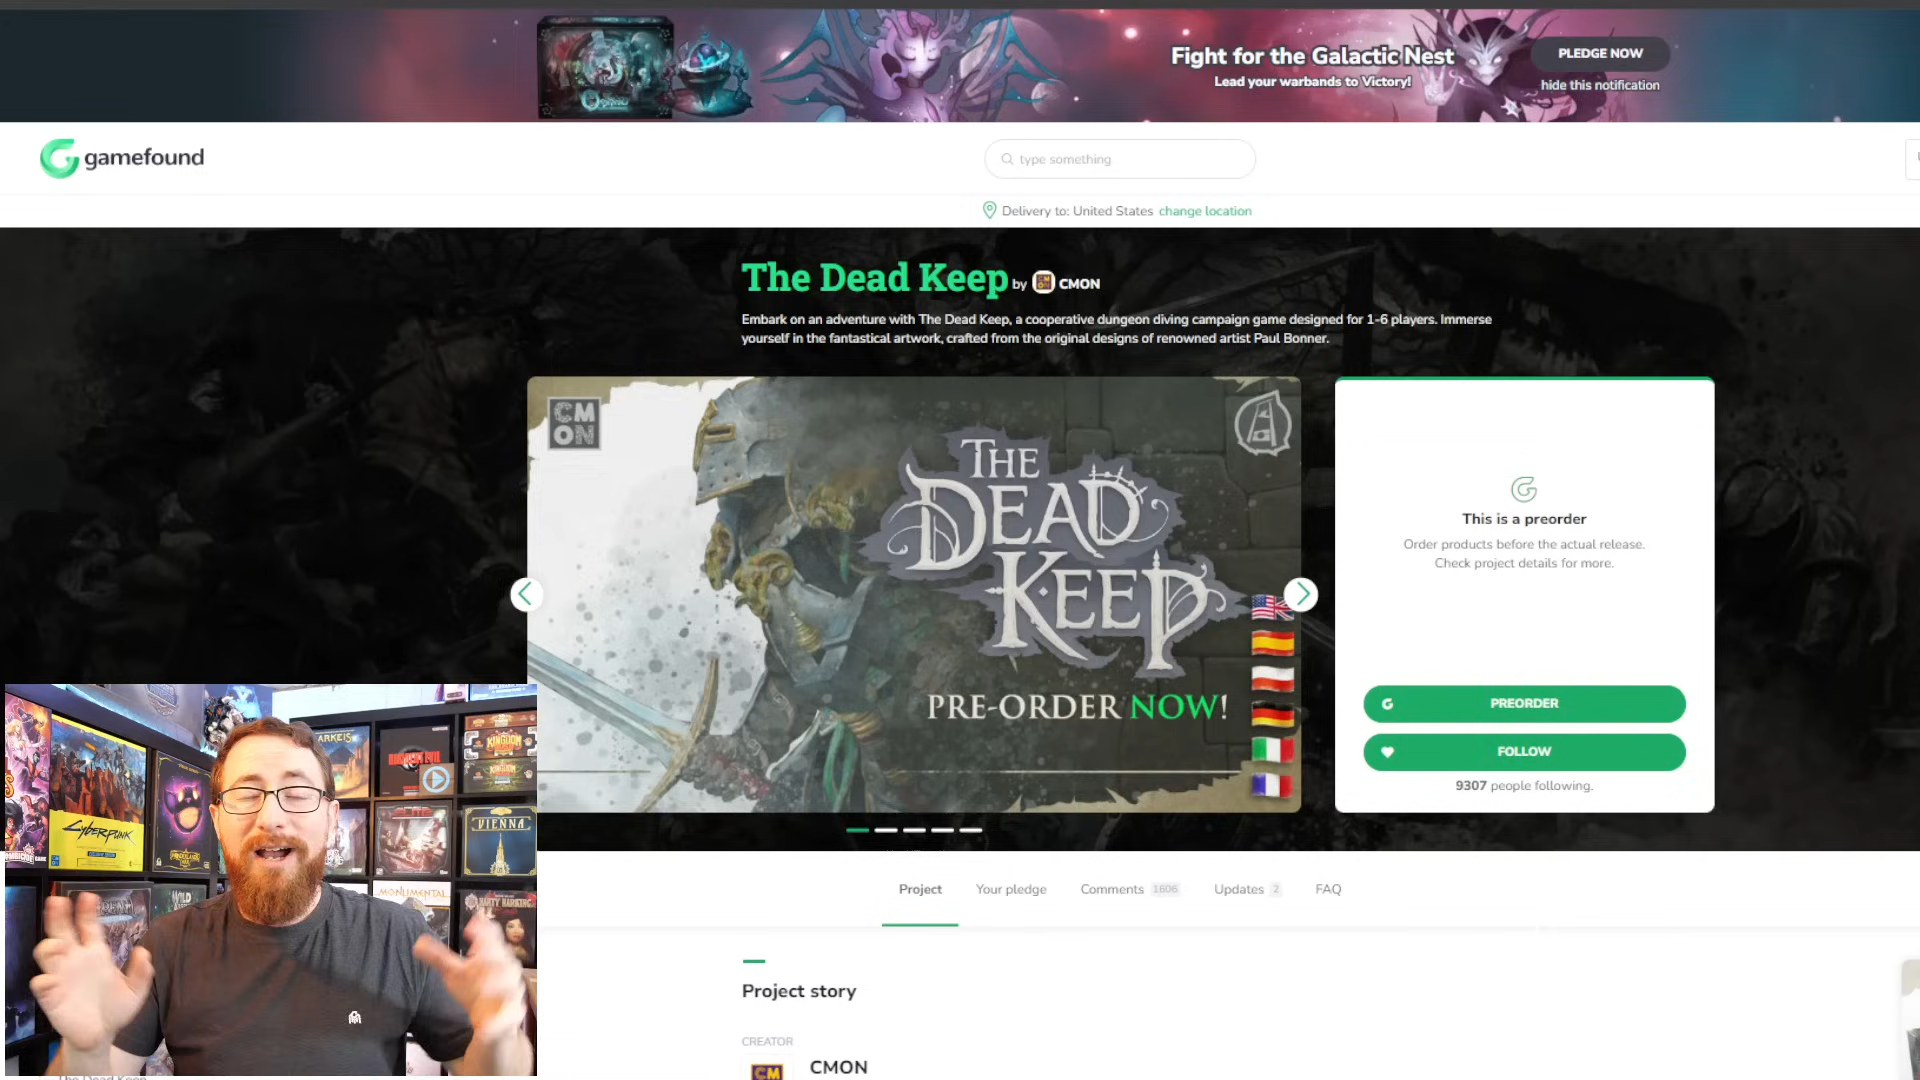 Fight for the Galactic Nest
Lead your warbands to Victory!
PLEDGE NOW
hide this notification
gamefound
type something
Delivery to: United States change location
The Dead Keep by CMON
Embark on an adventure with The Dead Keep, a cooperative dungeon diving campaign game designed for 1-6 players. Immerse
yourself in the fantastical artwork, crafted from the original designs of renowned artist Paul Bonner.
CM
ON
THE
DEAD
KEEP
PRE-ORDER NOW!
This is a preorder
Order products before the actual release.
Check project details for more.
PREORDER
FOLLOW
9307 people following.
Project
Your pledge
Comments 1606
Updates 2
FAQ
Project story
CREATOR
CM
CMON
CYBERPUNK
KINGDOM
VIENNA
MONUMENTAL
The Dead Keep